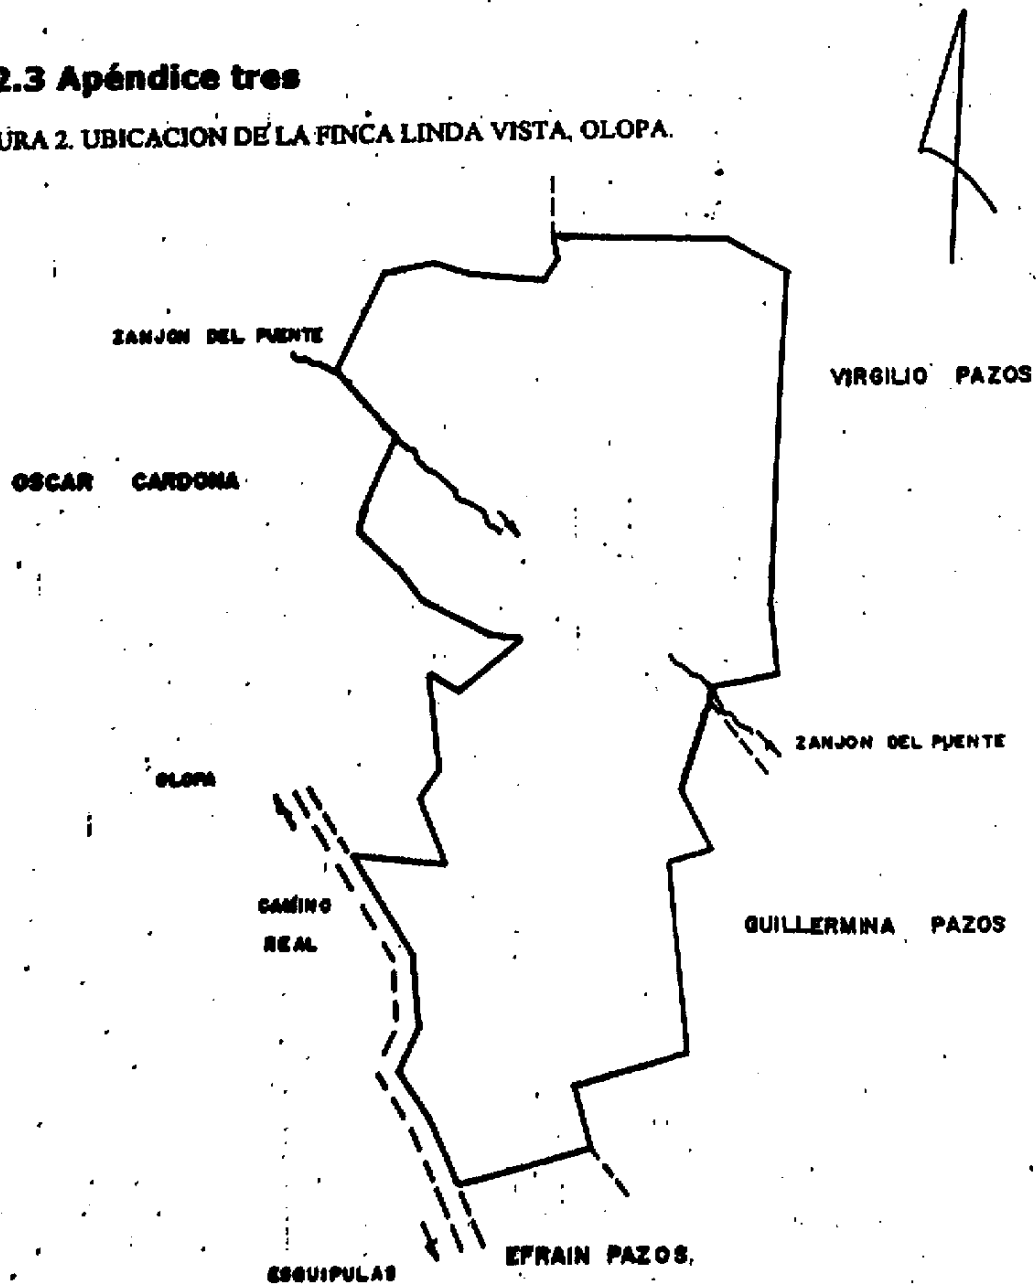 2.3 Apéndice tres
URA 2. UBICACION DE LA FINCA LINDA VISTA, OLOPA.
ZANJON DEL PUENTE
VIRGILIO PAZOS
OSCAR CARDONA
ZANJON DEL PUENTE
OLOPA
CAMINO
REAL
GUILLERMINA PAZOS
EFRAIN PAZOS.
ESQUIPULAS